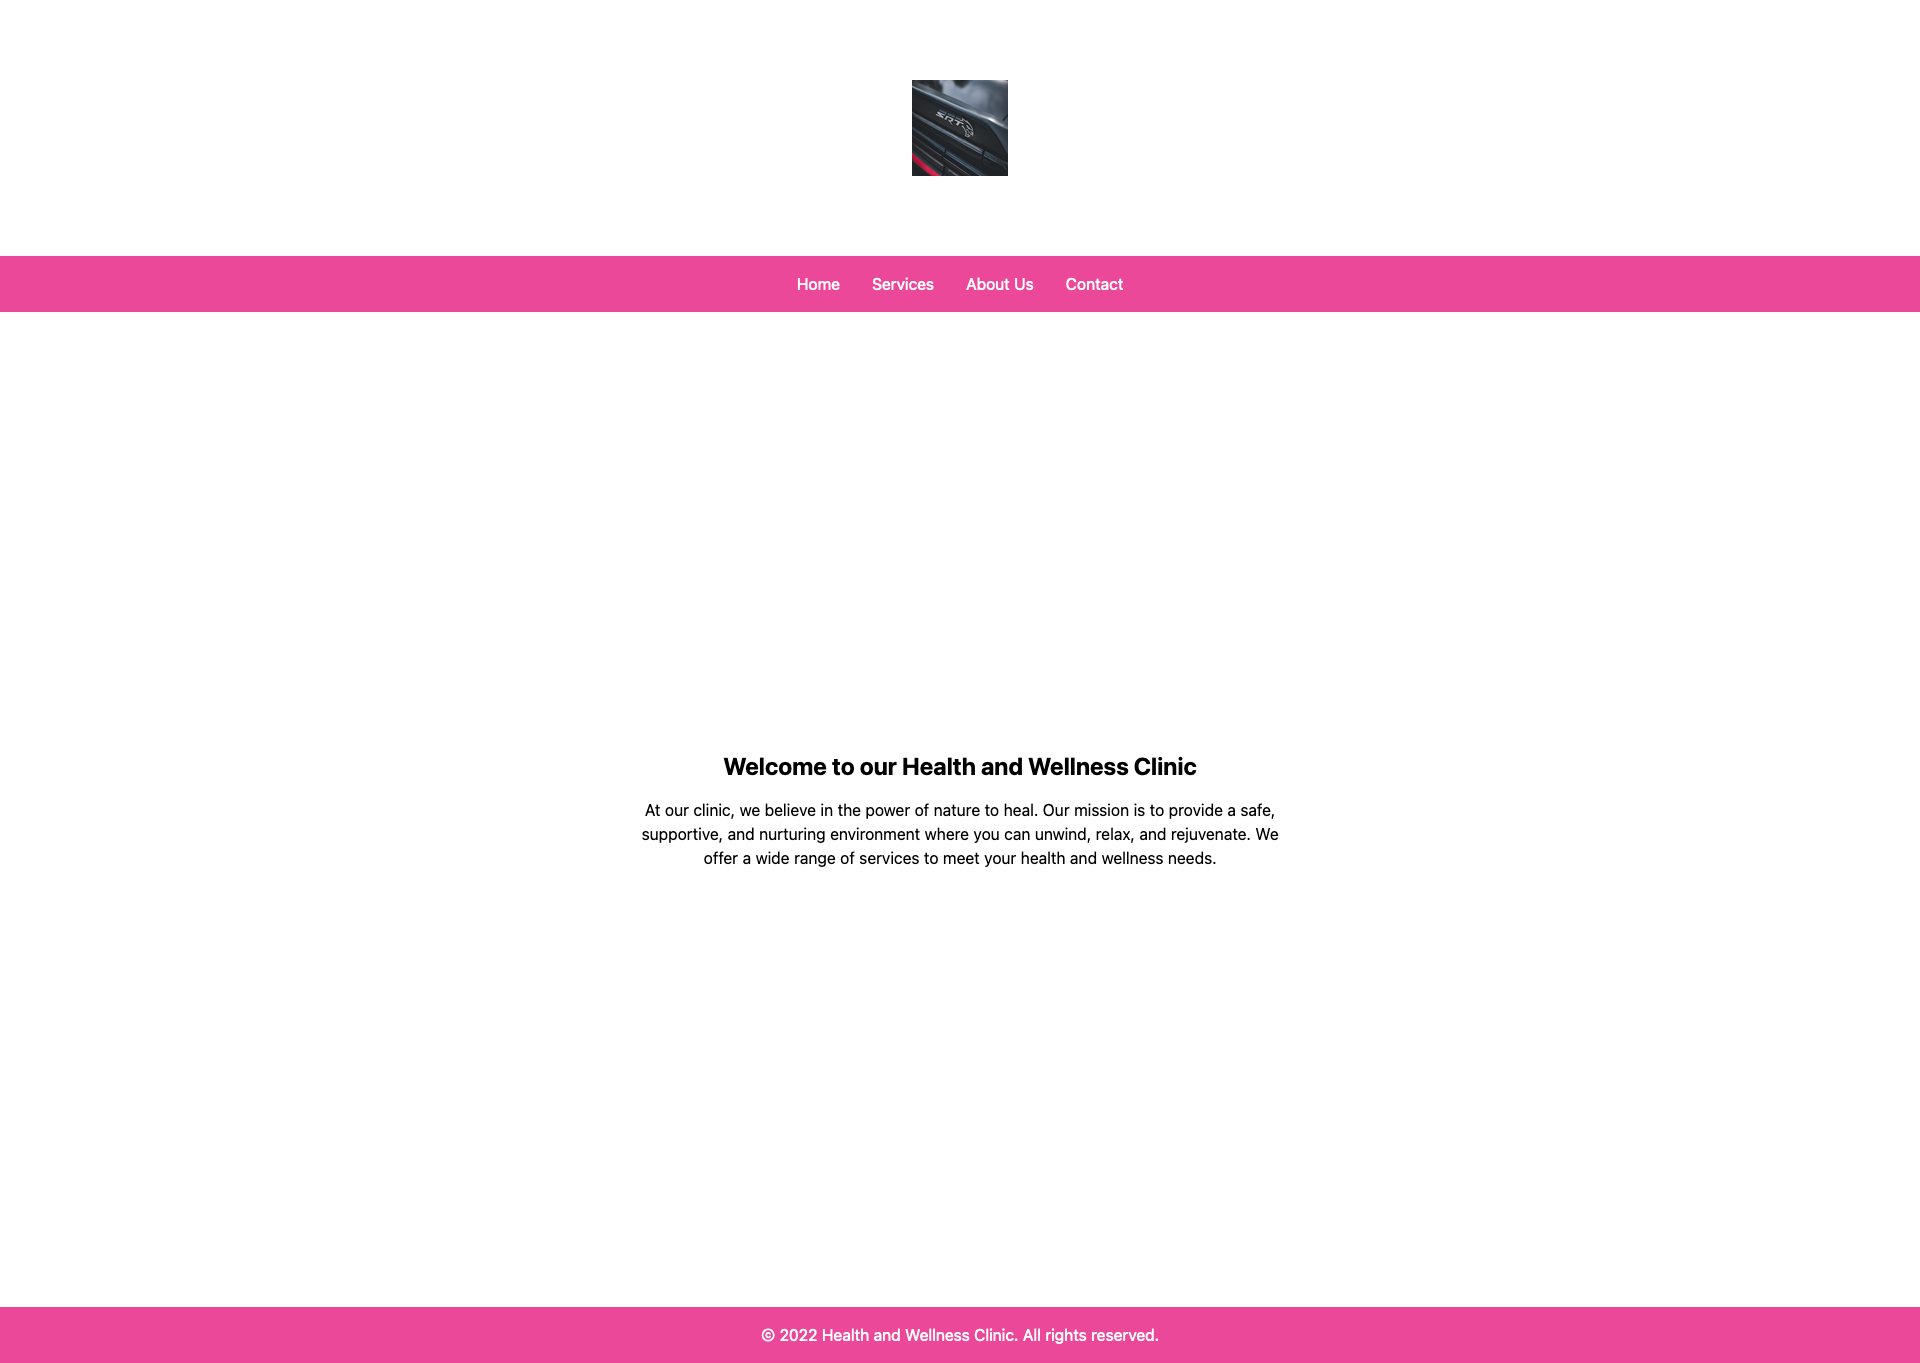 SRT
Home Services About Us Contact
Welcome to our Health and Wellness Clinic
At our clinic, we believe in the power of nature to heal. Our mission is to provide a safe,
supportive, and nurturing environment where you can unwind, relax, and rejuvenate. We
offer a wide range of services to meet your health and wellness needs.
© 2022 Health and Wellness Clinic. All rights reserved.